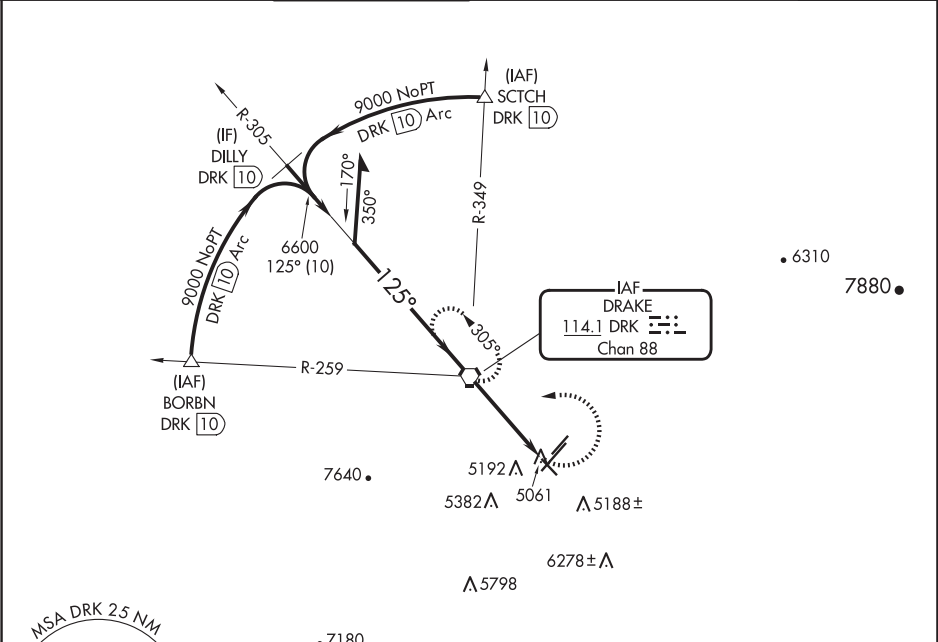 (IAF)
SCTCH
DRK 10
9000 NoPT
DRK 10 Arc
R-305
(IF)
DILLY
DRK 10
170°
350°
R-349
6600
125° (10)
9000 NoPT
DRK 10 Arc
125°
6310
7880
IAF
DRAKE
114.1 DRK
Chan 88
305°
R-259
(IAF)
BORBN
DRK 10
7640
5192
5061
5382
5188±
6278±
5798
MSA DRK 25 NM
7180